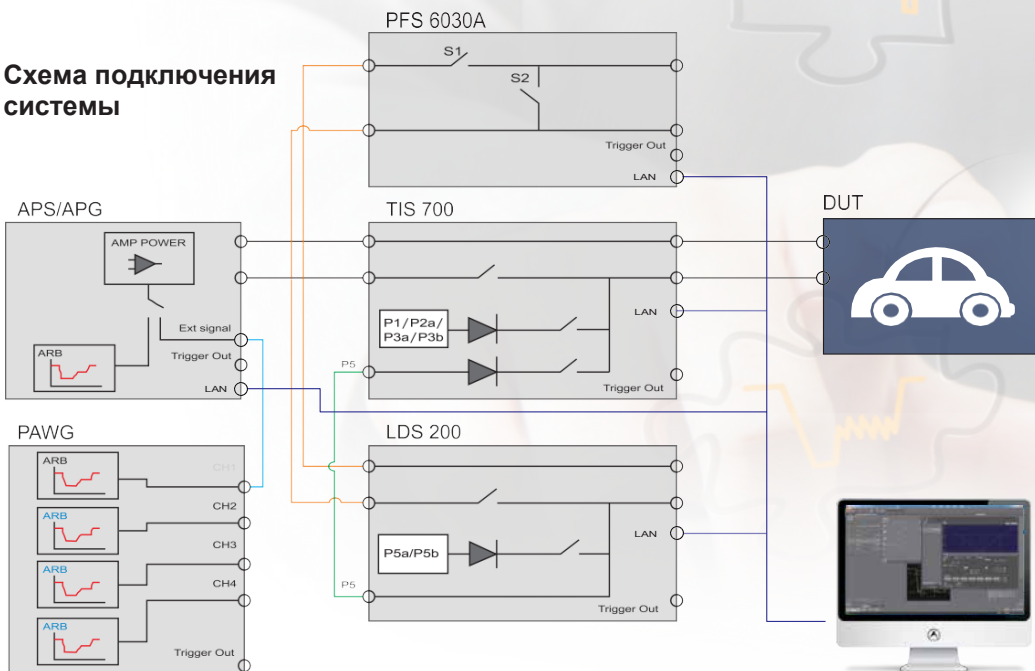 PFS 6030A
Схема подключения
системы
S1
S2
Trigger Out
LAN
APS/APG
AMP POWER
Ext signal
ARB
Trigger Out
LAN
TIS 700
LAN
P1/P2a/
P3a/P3b
P5
Trigger Out
DUT
PAWG
ARB
CH1
ARB
CH2
CH3
ARB
CH4
ARB
Trigger Out
LDS 200
LAN
P5a/P5b
P5
Trigger Out